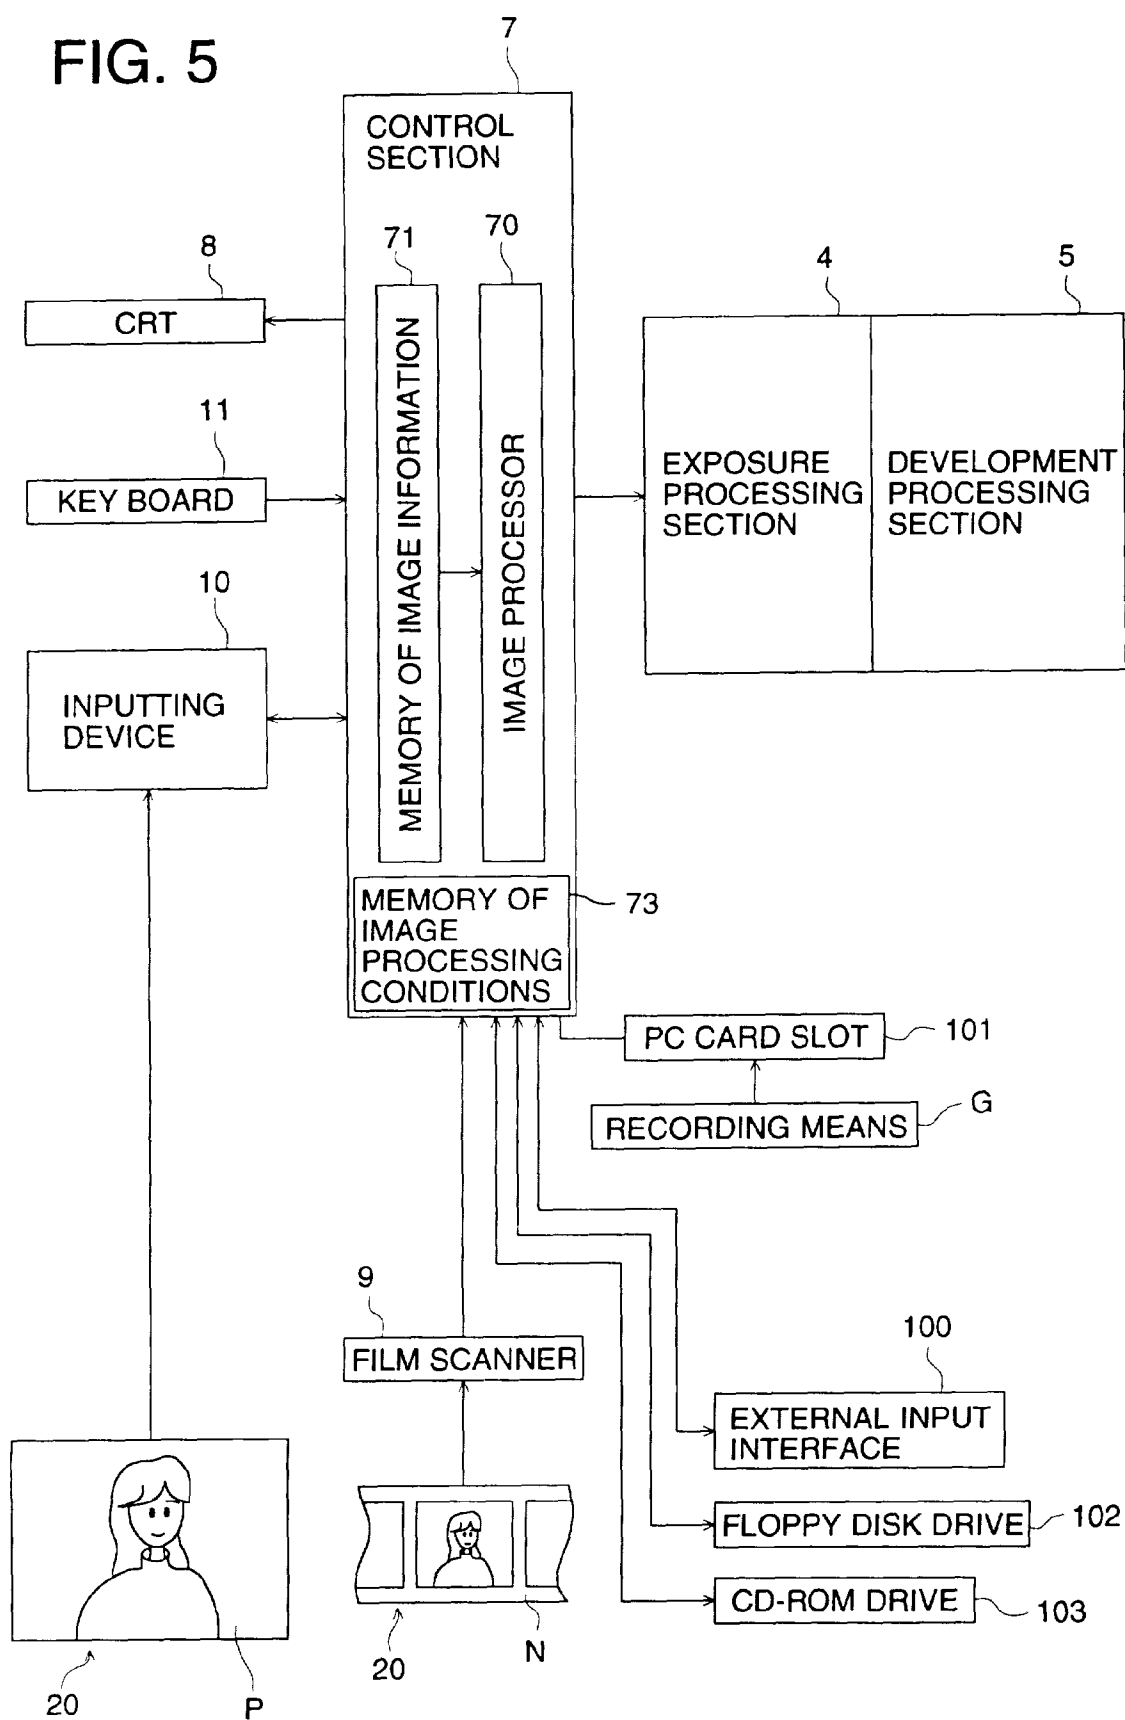 FIG. 5
7
CONTROL
SECTION
71
70
MEMORY OF IMAGE INFORMATION
IMAGE PROCESSOR
8
CRT
11
KEY BOARD
10
INPUTTING
DEVICE
4
5
EXPOSURE
PROCESSING
SECTION
DEVELOPMENT
PROCESSING
SECTION
MEMORY OF
IMAGE
PROCESSING
CONDITIONS
73
PC CARD SLOT
101
RECORDING MEANS
G
9
FILM SCANNER
100
EXTERNAL INPUT
INTERFACE
FLOPPY DISK DRIVE
102
CD-ROM DRIVE
103
20
P
20
N